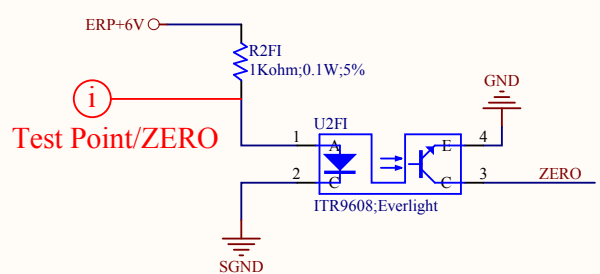 ERP+6V
R2FI
1Kohm;0.1W;5%
i
Test Point/ZERO
GND
U2FI
1
A
E
4
2
C
C
3
ZERO
ITR9608;Everlight
SGND